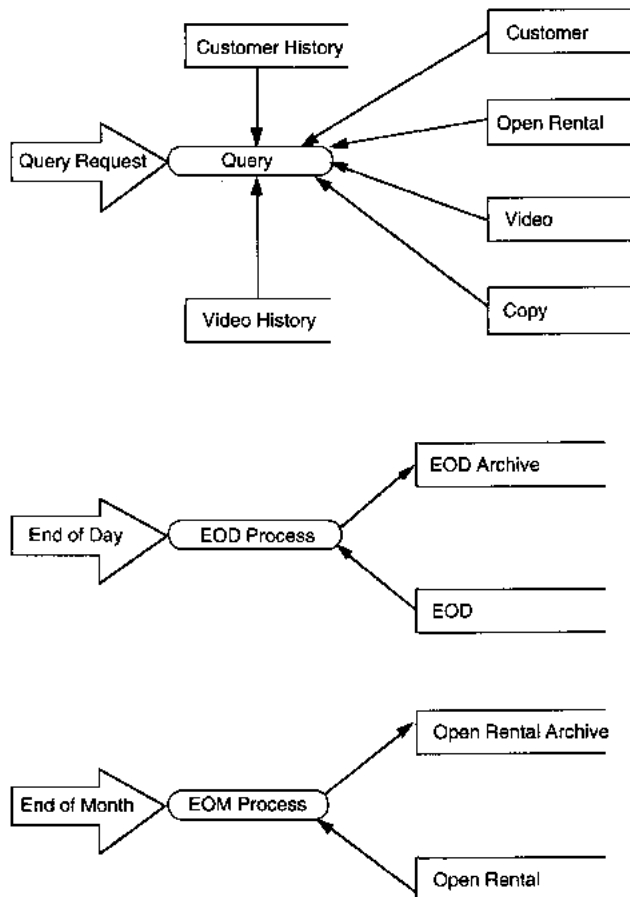 Customer History
Customer
Open Rental
Query Request
Query
Video
Video History
Copy
EOD Archive
End of Day
EOD Process
EOD
Open Rental Archive
End of Month
EOM Process
Open Rental